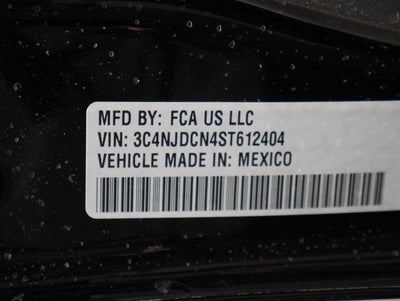 MFD BY: FCA US LLC
VIN: 3C4NJDCN4ST612404
VEHICLE MADE IN: MEXICO